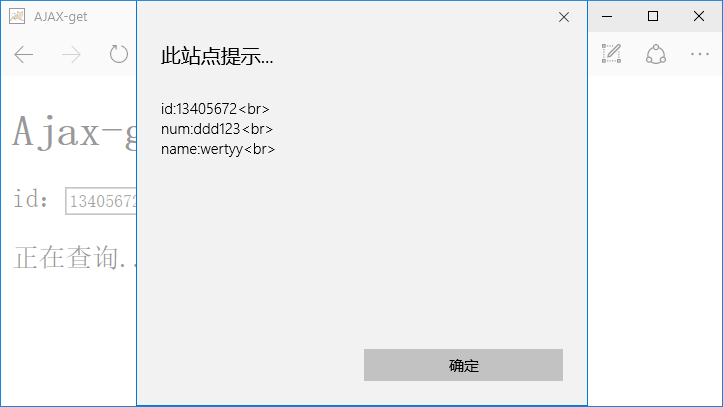 AJAX-get
此站点提示...
id:13405672<br>
num:ddd123<br>
name:wertyy<br>
确定
Ajax-g
id: 13405672
正在查询..